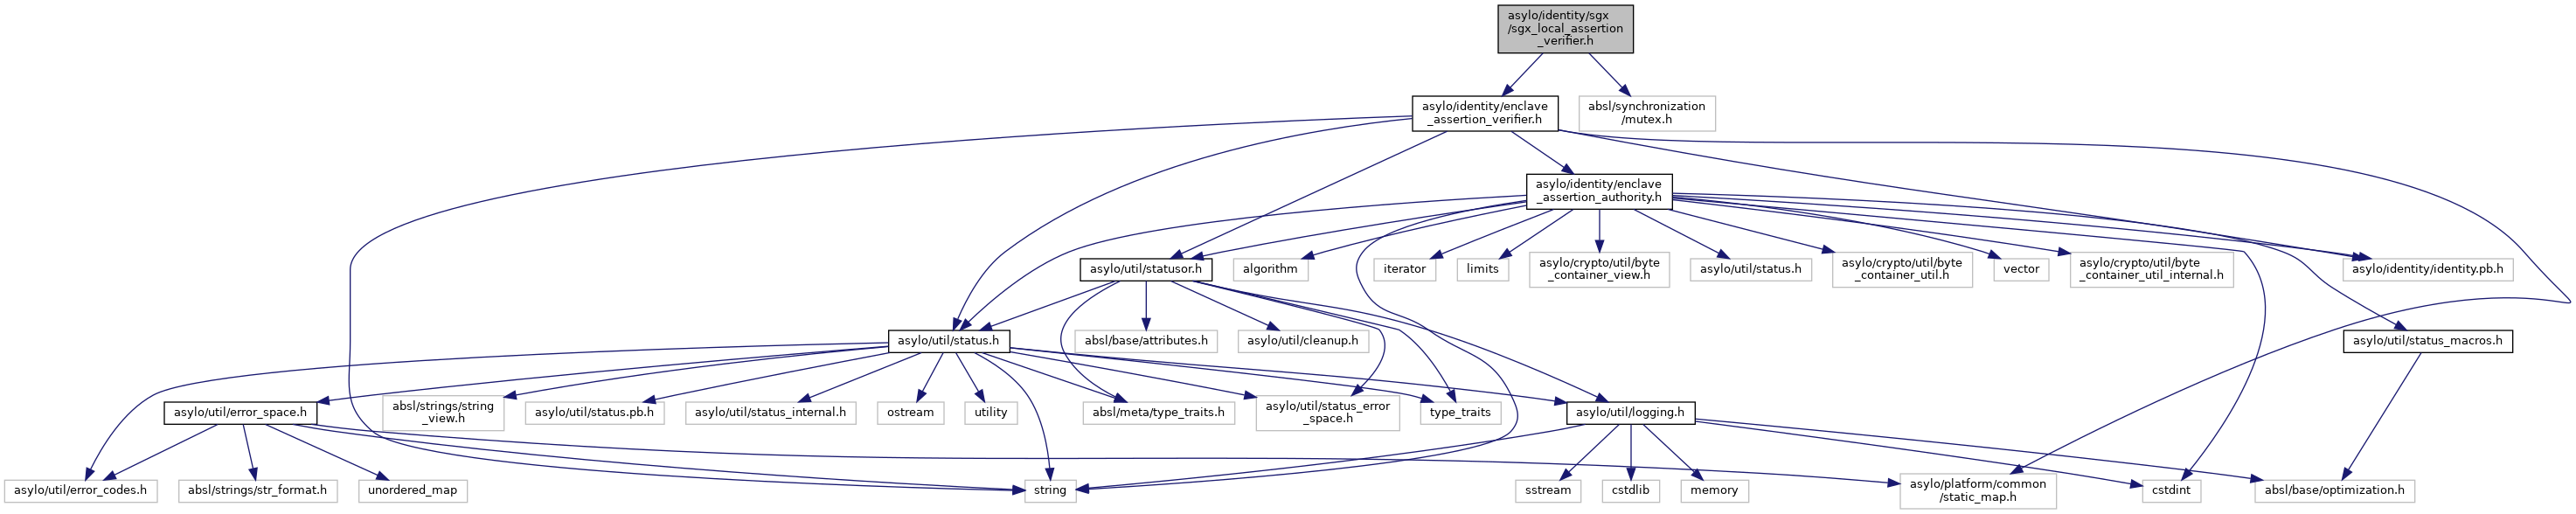 asylo/identity/sgx
/sgx_local_assertion
_verifier.h
asylo/identity/enclave
_assertion_verifier.h
absl/synchronization
/mutex.h
asylo/identity/enclave
_assertion_authority.h
asylo/util/statusor.h
algorithm
iterator
limits
asylo/crypto/util/byte
_container_view.h
asylo/util/status.h
asylo/crypto/util/byte
_container_util.h
vector
asylo/crypto/util/byte
_container_util_internal.h
asylo/identity/identity.pb.h
asylo/util/status.h
absl/base/attributes.h
asylo/util/cleanup.h
asylo/util/status_macros.h
asylo/util/error_space.h
absl/strings/string
_view.h
asylo/util/status.pb.h
asylo/util/status_internal.h
ostream
utility
absl/meta/type_traits.h
asylo/util/status_error
_space.h
type_traits
asylo/util/logging.h
asylo/util/error_codes.h
absl/strings/str_format.h
unordered_map
string
sstream
cstdlib
memory
asylo/platform/common
/static_map.h
cstdint
absl/base/optimization.h